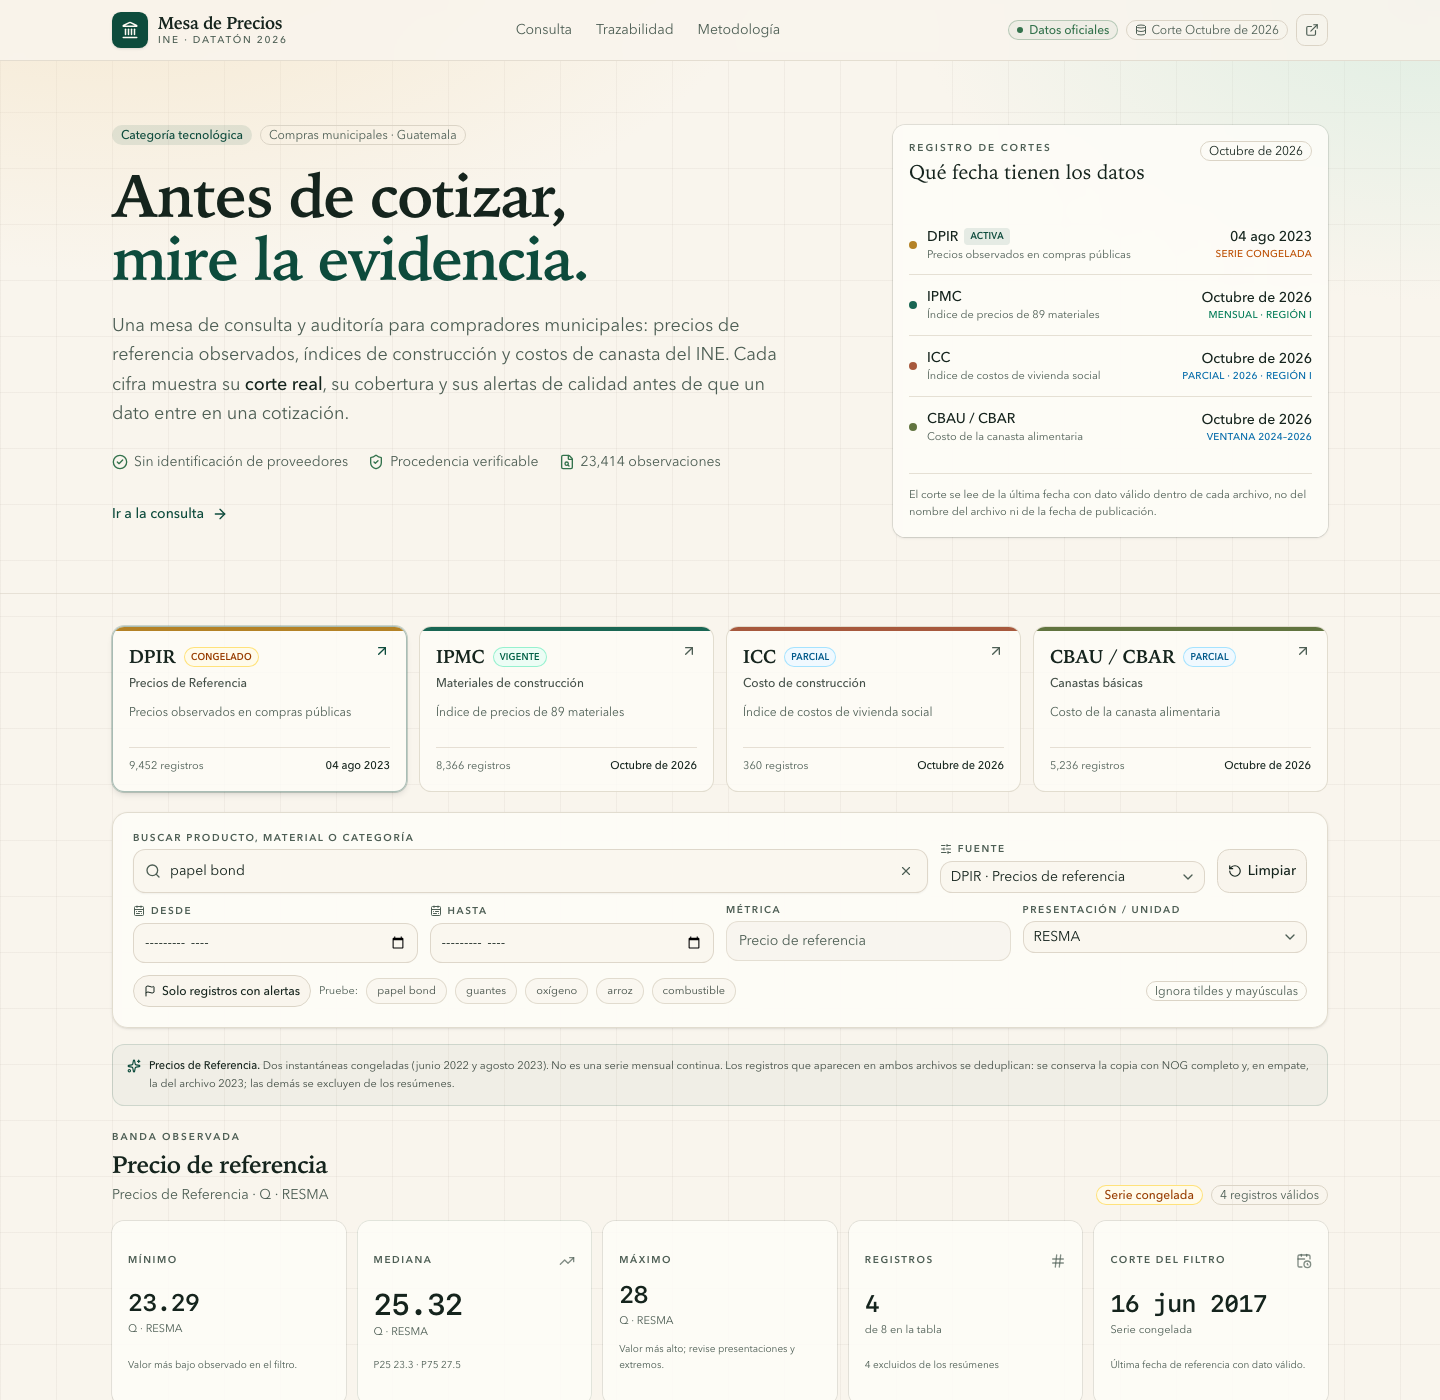 Mesa de Precios
INE · DATATÓN 2026
Consulta
Trazabilidad
Metodología
Datos oficiales
Corte Octubre de 2026
Categoría tecnológica
Compras municipales · Guatemala
Antes de cotizar,
mire la evidencia.
Una mesa de consulta y auditoría para compradores municipales: precios de
referencia observados, índices de construcción y costos de canasta del INE. Cada
cifra muestra su corte real, su cobertura y sus alertas de calidad antes de que un
dato entre en una cotización.
Sin identificación de proveedores
Procedencia verificable
23,414 observaciones
Ir a la consulta
REGISTRO DE CORTES
Octubre de 2026
Qué fecha tienen los datos
DPIR ACTIVA
04 ago 2023
Precios observados en compras públicas
SERIE CONGELADA
IPMC
Octubre de 2026
Índice de precios de 89 materiales
MENSUAL · REGIÓN I
ICC
Octubre de 2026
Índice de costos de vivienda social
PARCIAL · 2026 · REGIÓN I
CBAU / CBAR
Octubre de 2026
Costo de la canasta alimentaria
VENTANA 2024–2026
El corte se lee de la última fecha con dato válido dentro de cada archivo, no del
nombre del archivo ni de la fecha de publicación.
DPIR CONGELADO
Precios de Referencia
Precios observados en compras públicas
9,452 registros
04 ago 2023
IPMC VIGENTE
Materiales de construcción
Índice de precios de 89 materiales
8,366 registros
Octubre de 2026
ICC PARCIAL
Costo de construcción
Índice de costos de vivienda social
360 registros
Octubre de 2026
CBAU / CBAR PARCIAL
Canastas básicas
Costo de la canasta alimentaria
5,236 registros
Octubre de 2026
BUSCAR PRODUCTO, MATERIAL O CATEGORÍA
papel bond
FUENTE
DPIR · Precios de referencia
Limpiar
DESDE
--------- ----
HASTA
--------- ----
MÉTRICA
Precio de referencia
PRESENTACIÓN / UNIDAD
RESMA
Solo registros con alertas
Pruebe:
papel bond
guantes
oxígeno
arroz
combustible
Ignora tildes y mayúsculas
Precios de Referencia. Dos instantáneas congeladas (junio 2022 y agosto 2023). No es una serie mensual continua. Los registros que aparecen en ambos archivos se deduplican: se conserva la copia con NOG completo y, en empate,
la del archivo 2023; las demás se excluyen de los resúmenes.
BANDA OBSERVADA
Precio de referencia
Precios de Referencia · Q · RESMA
Serie congelada
4 registros válidos
MÍNIMO
23.29
Q · RESMA
Valor más bajo observado en el filtro.
MEDIANA
25.32
Q · RESMA
P25 23.3 · P75 27.5
MÁXIMO
28
Q · RESMA
Valor más alto; revise presentaciones y
extremos.
REGISTROS
4
de 8 en la tabla
4 excluidos de los resúmenes
CORTE DEL FILTRO
16 jun 2017
Serie congelada
Última fecha de referencia con dato válido.